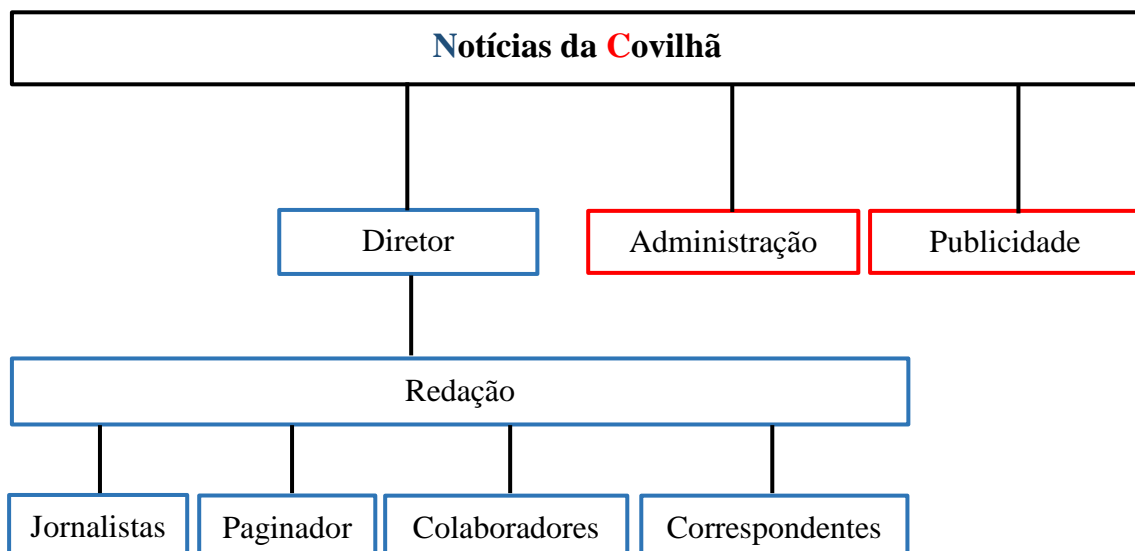 Notícias da Covilhã
Diretor
Administração
Publicidade
Redação
Jornalistas
Paginador
Colaboradores
Correspondentes